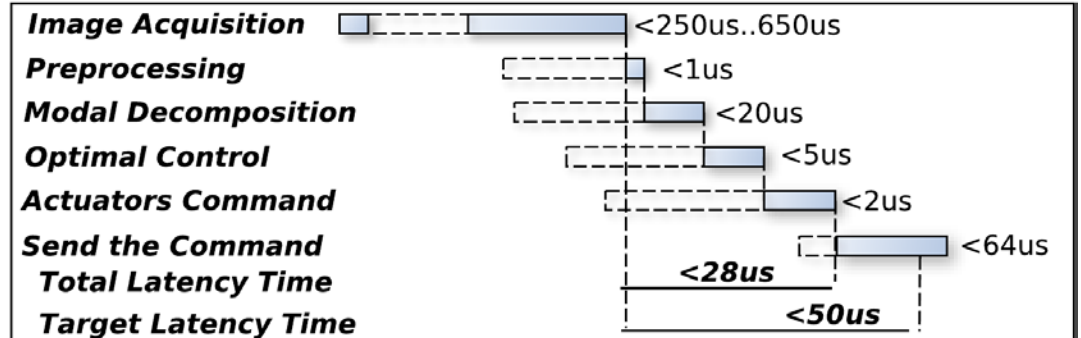 Image Acquisition <250us..650us
Preprocessing <1us
Modal Decomposition <20us
Optimal Control <5us
Actuators Command <2us
Send the Command <64us
Total Latency Time <28us
Target Latency Time <50us